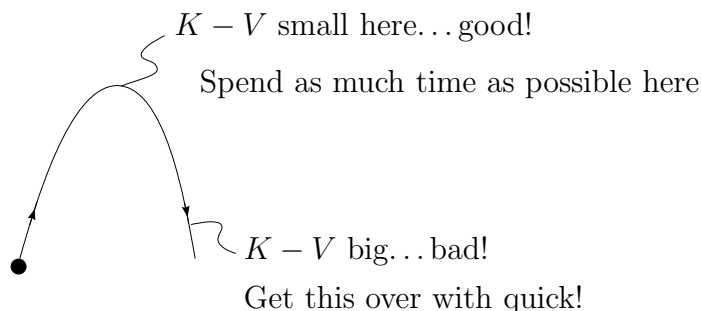 K − V small here...good!
Spend as much time as possible here
K − V big...bad!
Get this over with quick!